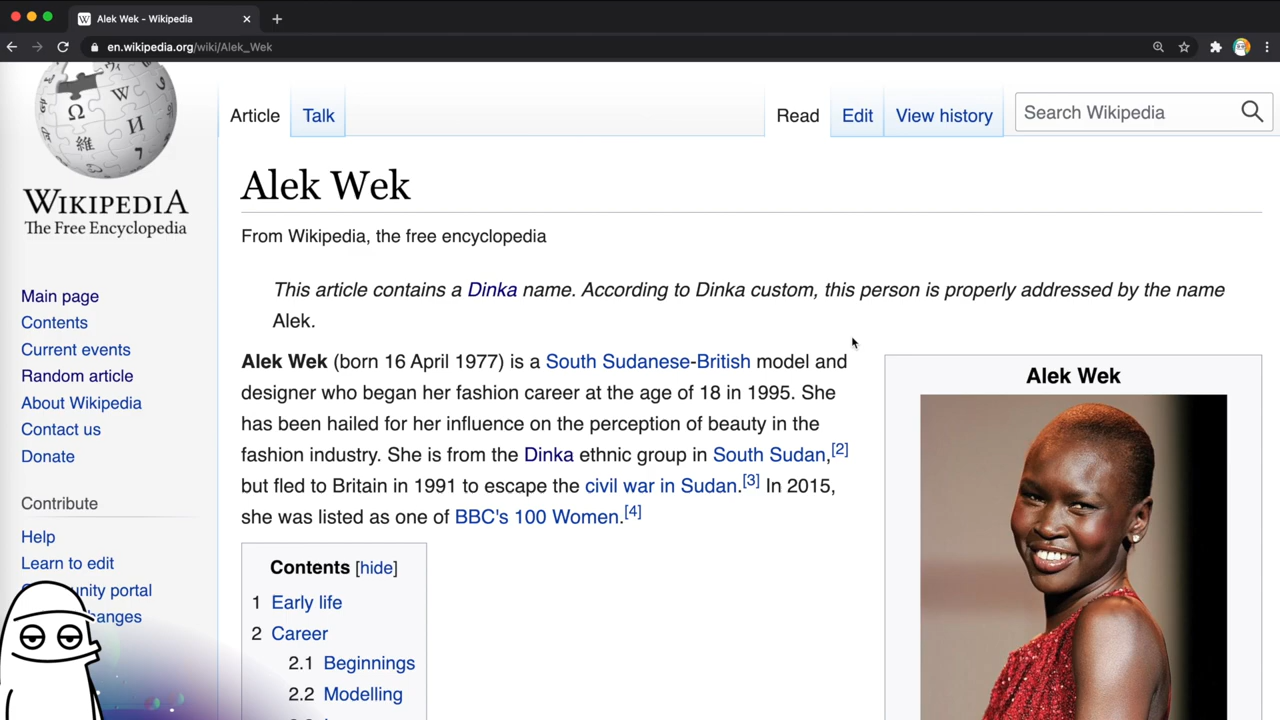 Alek Wek - Wikipedia
en.wikipedia.org/wiki/Alek_Wek
WIKIPEDIA
The Free Encyclopedia
Main page
Contents
Current events
Random article
About Wikipedia
Contact us
Donate
Contribute
Help
Learn to edit
unity portal
hanges
Article
Talk
Read
Edit
View history
Search Wikipedia
Alek Wek
From Wikipedia, the free encyclopedia
This article contains a Dinka name. According to Dinka custom, this person is properly addressed by the name
Alek.
Alek Wek (born 16 April 1977) is a South Sudanese-British model and
designer who began her fashion career at the age of 18 in 1995. She
has been hailed for her influence on the perception of beauty in the
fashion industry. She is from the Dinka ethnic group in South Sudan,[2]
but fled to Britain in 1991 to escape the civil war in Sudan.[3] In 2015,
she was listed as one of BBC's 100 Women.[4]
Contents [hide]
1 Early life
2 Career
2.1 Beginnings
2.2 Modelling
Alek Wek